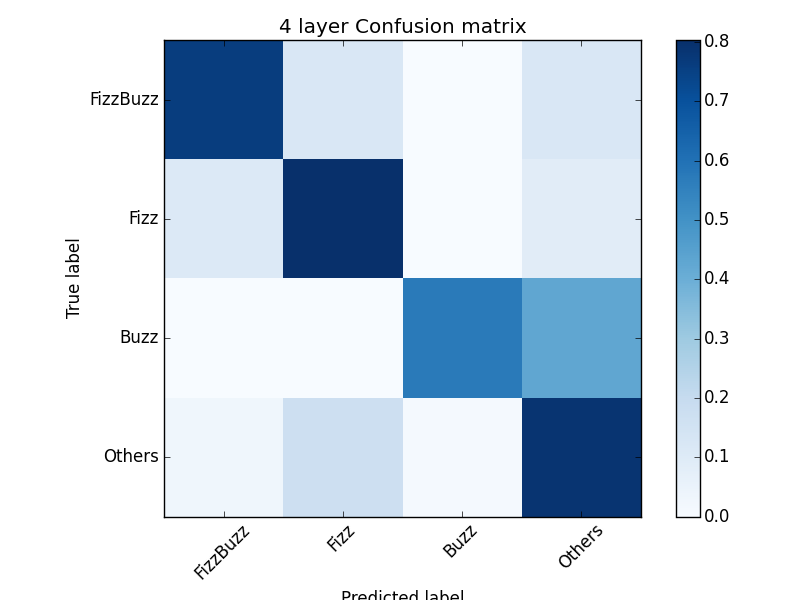 4 layer Confusion matrix
True label
FizzBuzz
Fizz
Buzz
Others
FizzBuzz
Fizz
Buzz
Others
Predicted label
0.8
0.7
0.6
0.5
0.4
0.3
0.2
0.1
0.0